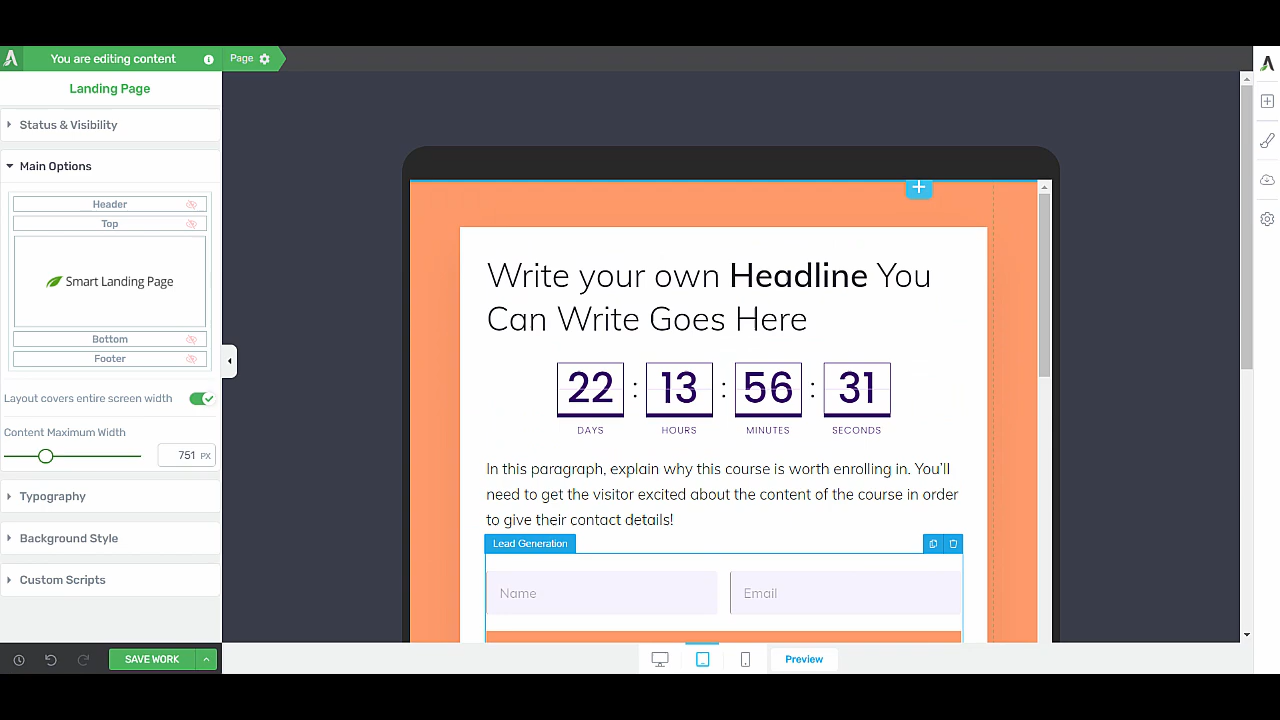 You are editing content
Page
Landing Page
Status & Visibility
Main Options
Header
Top
Smart Landing Page
Bottom
Footer
Layout covers entire screen width
Content Maximum Width
751 PX
Typography
Background Style
Custom Scripts
SAVE WORK
Write your own Headline You
Can Write Goes Here
22 : 13 : 56 : 31
DAYS HOURS MINUTES SECONDS
In this paragraph, explain why this course is worth enrolling in. You’ll
need to get the visitor excited about the content of the course in order
to give their contact details!
Lead Generation
Name Email
Preview